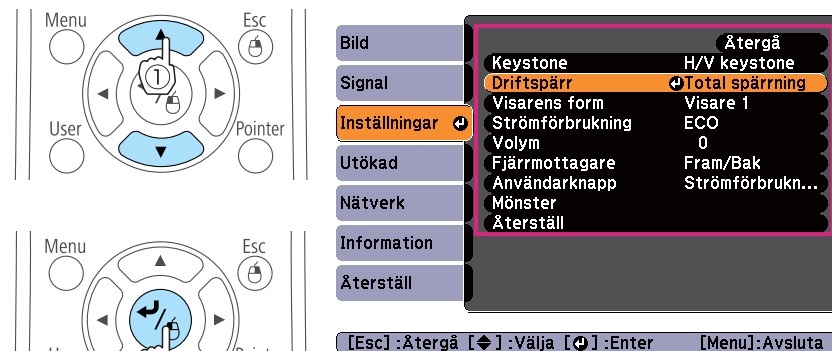 Menu
Esc
1
User
Pointer
Menu
Esc
Bild
Signal
Inställningar
Utökad
Nätverk
Information
Återställ
Återgå
Keystone H/V keystone
Driftspärr Total spärrning
Visarens form Visare 1
Strömförbrukning ECO
Volym 0
Fjärrmottagare Fram/Bak
Användarknapp Strömförbrukn...
Mönster
Återställ
[Esc] :Återgå [◆] :Välja [⏎] :Enter [Menu]:Avsluta